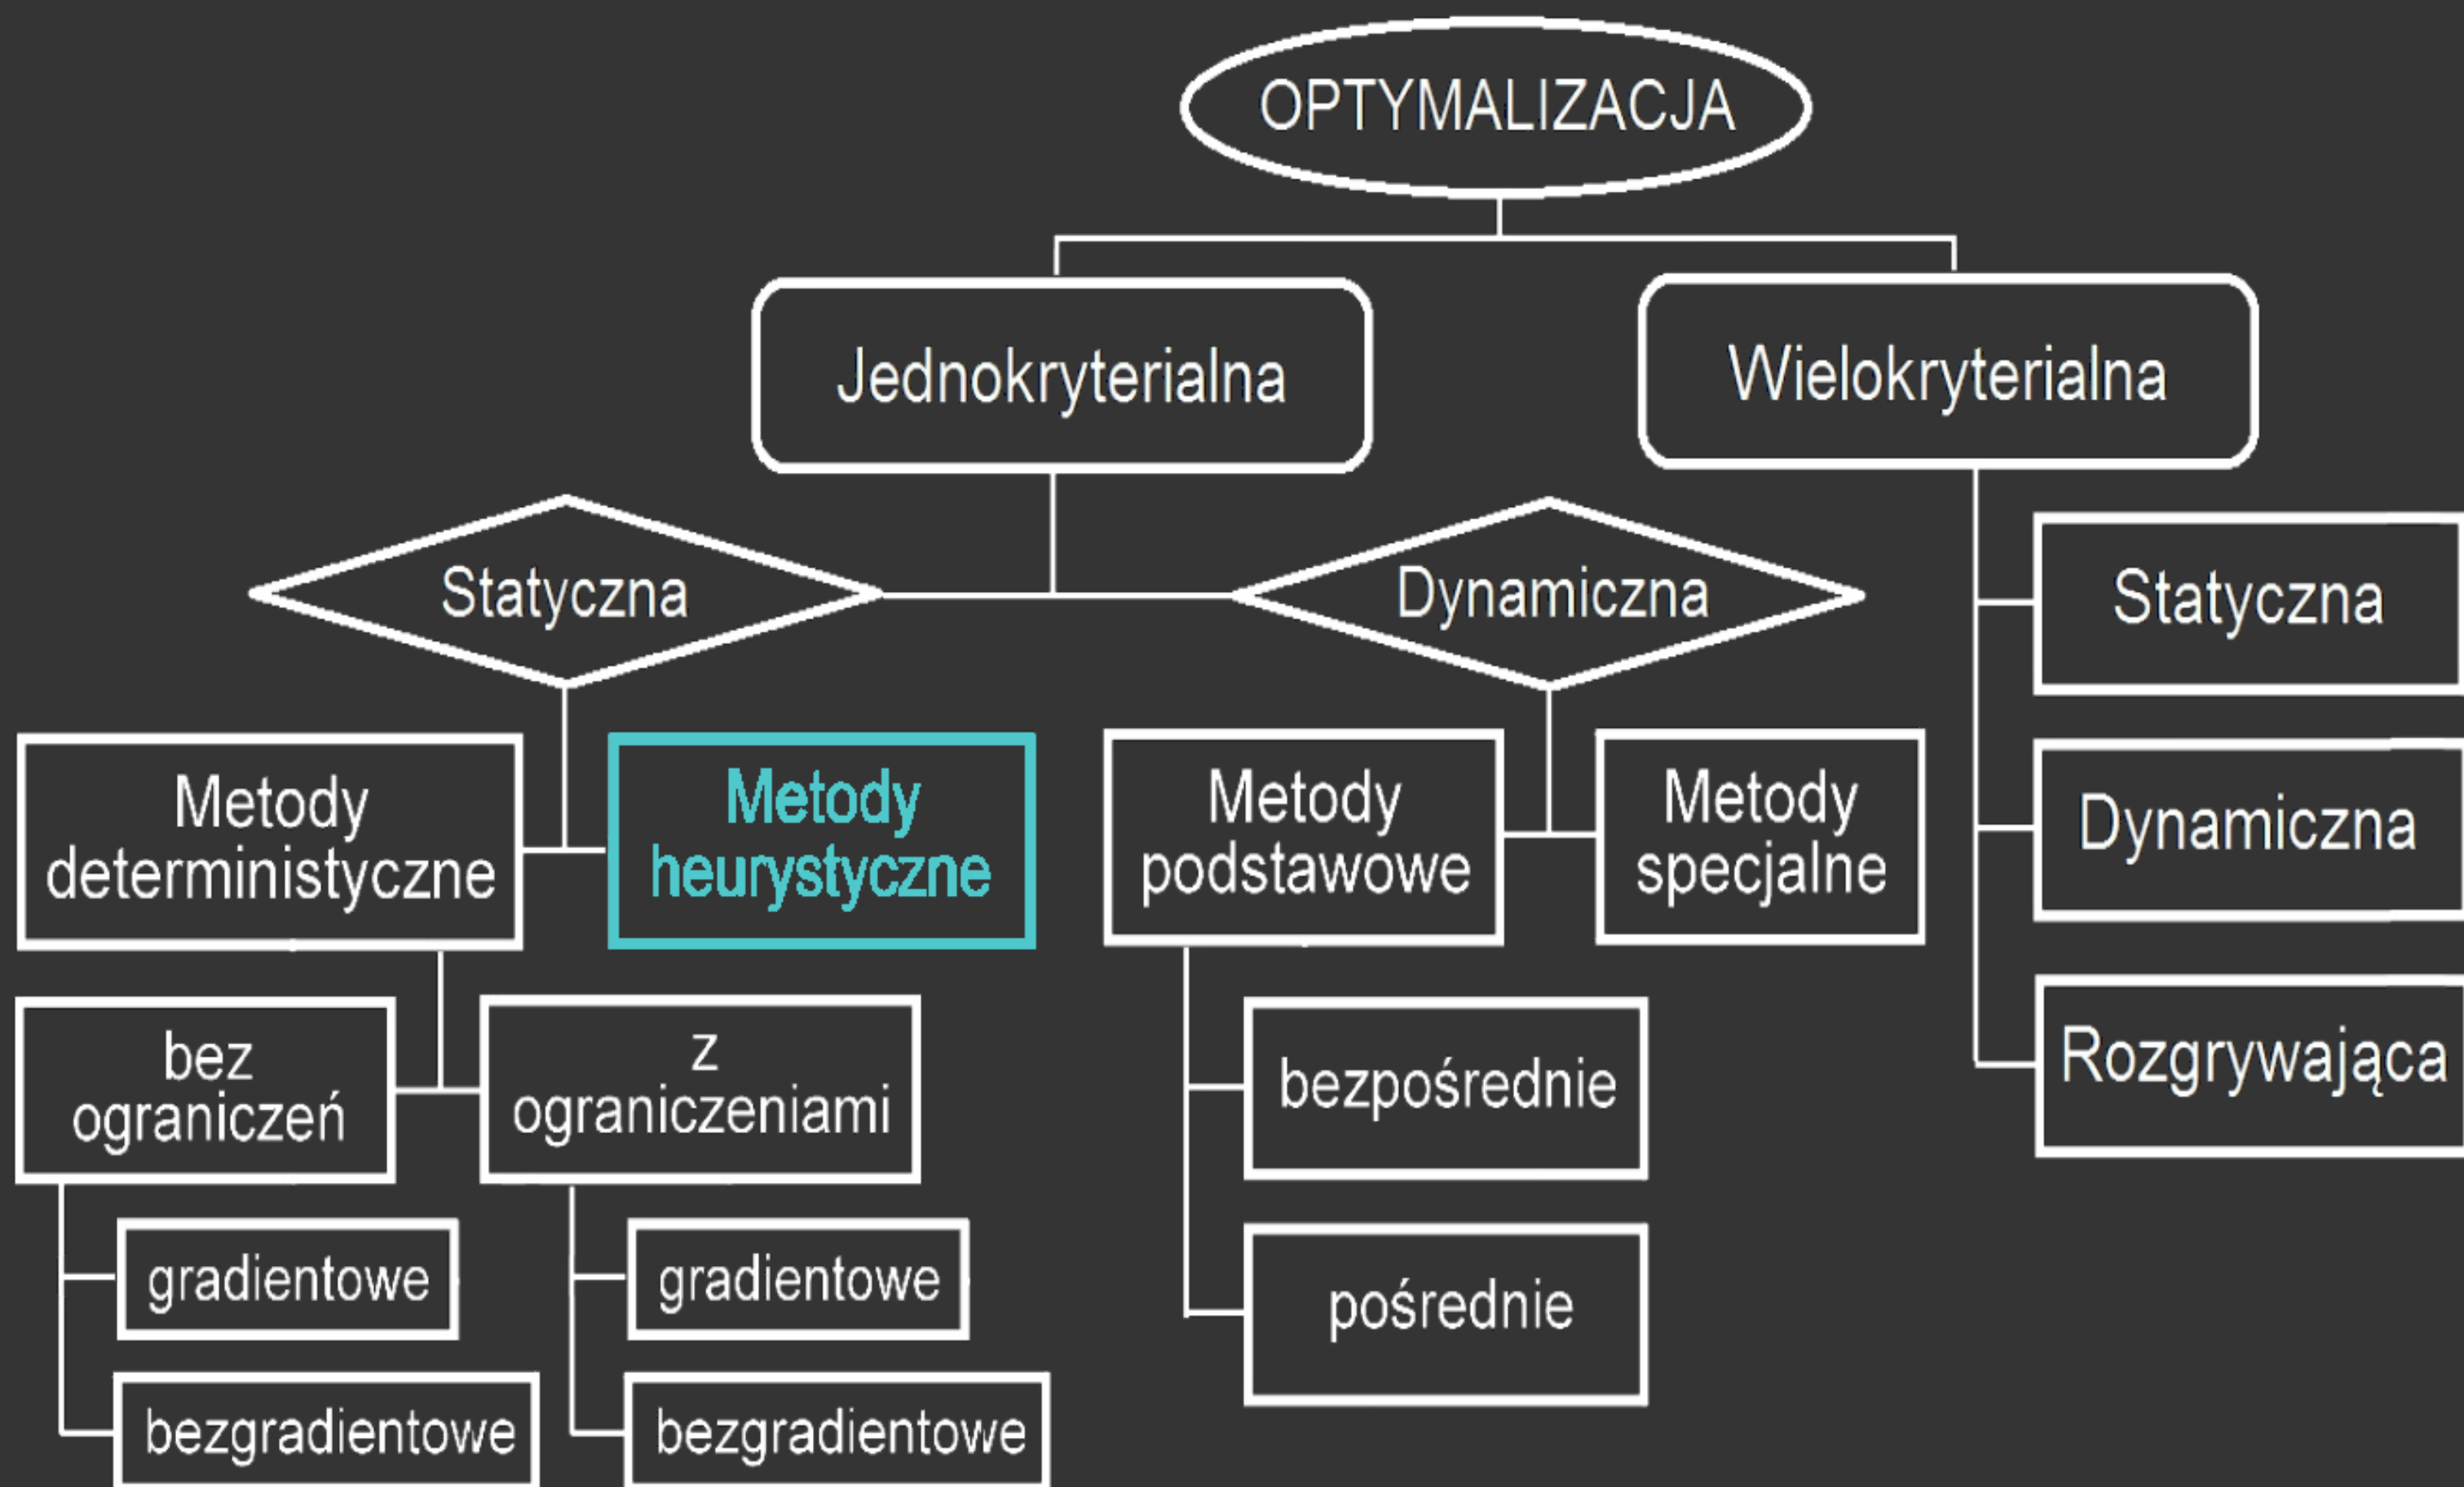 OPTYMALIZACJA
Jednokryterialna
Wielokryterialna
Statyczna
Dynamiczna
Statyczna
Metody
deterministyczne
Metody
heurystyczne
Metody
podstawowe
Metody
specjalne
Dynamiczna
bez
ograniczeń
z
ograniczeniami
bezpośrednie
Rozgrywająca
gradientowe
gradientowe
pośrednie
bezgradientowe
bezgradientowe